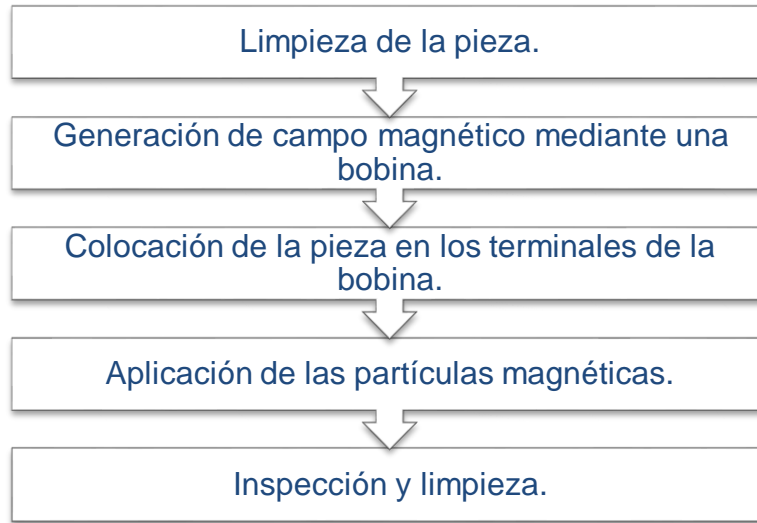 Limpieza de la pieza.
Generación de campo magnético mediante una
bobina.
Colocación de la pieza en los terminales de la
bobina.
Aplicación de las partículas magnéticas.
Inspección y limpieza.